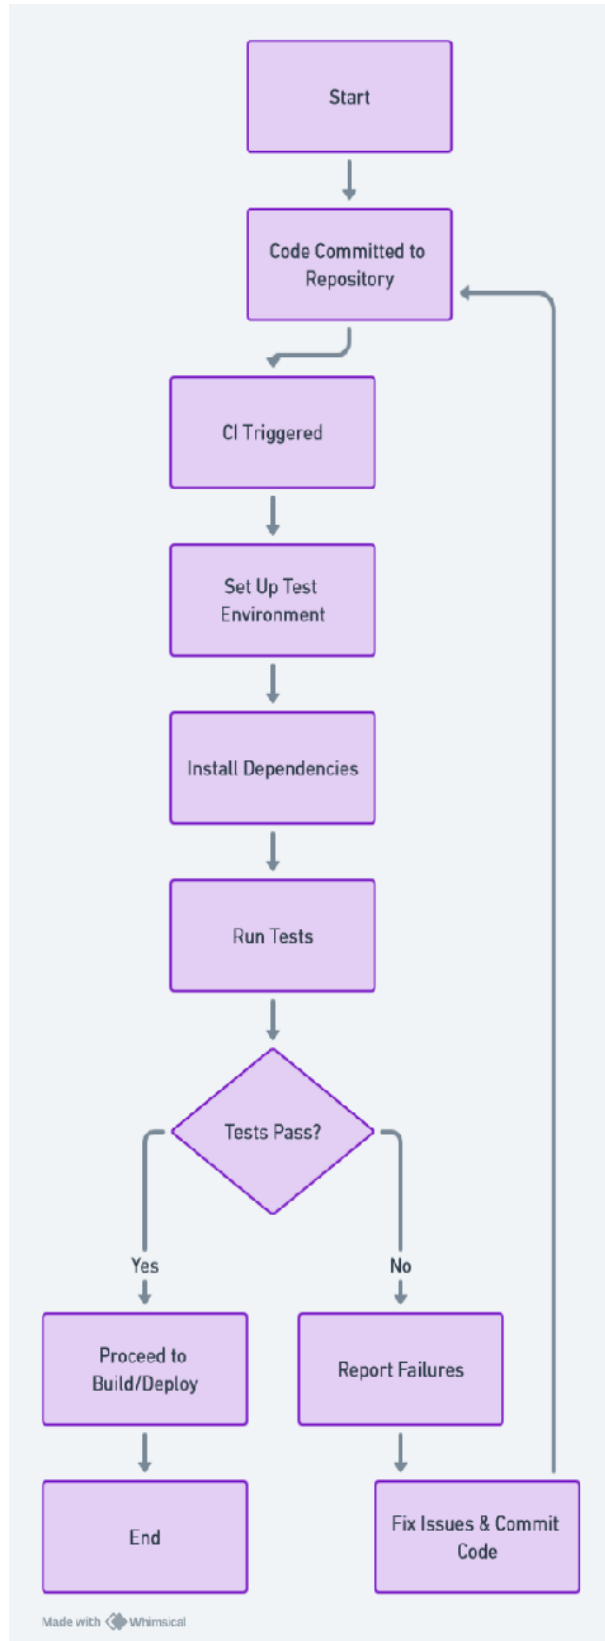 Start
Code Committed to
Repository
CI Triggered
Set Up Test
Environment
Install Dependencies
Run Tests
Tests Pass?
Yes
No
Proceed to
Build/Deploy
Report Failures
End
Fix Issues & Commit
Code
Made with Whimsical